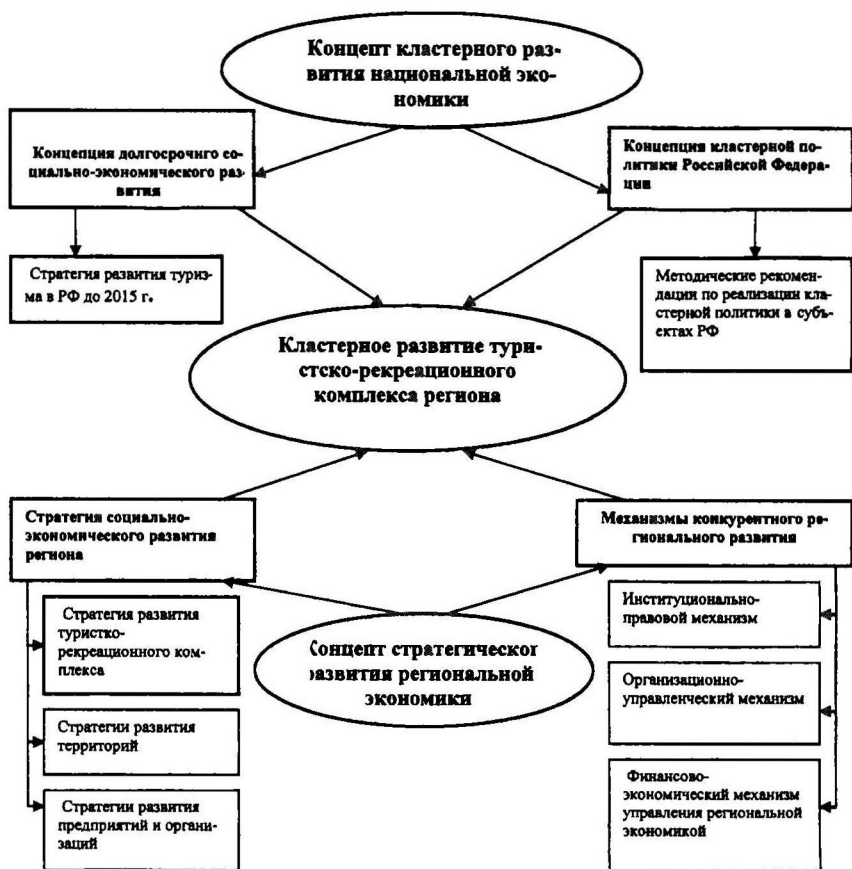 Концепт кластерного раз-
вития национальной эко-
номики
Концепция долгосрочнго со-
циально-экономического раз-
вития
Концепция кластерной по-
литики Российской Федера-
ции
Стратегия развития туриз-
ма в РФ до 2015 г.
Методические рекомен-
дации по реализации кла-
стерной политики в субъ-
ектах РФ
Кластерное развитие тури-
стско-рекреационного
комплекса региона
Стратегия социально-
экономического развития
региона
Механизмы конкурентного ре-
гионального развития
Стратегия развития
туристко-
рекреационного ком-
плекса
Институционально-
правовой механизм
Концепт стратегическог
развития региональной
экономики
Организационно-
управленческий механизм
Стратегии развития
территорий
Стратегии развития
предприятий и органи-
заций
Финансово-
экономический механизм
управления региональной
экономикой